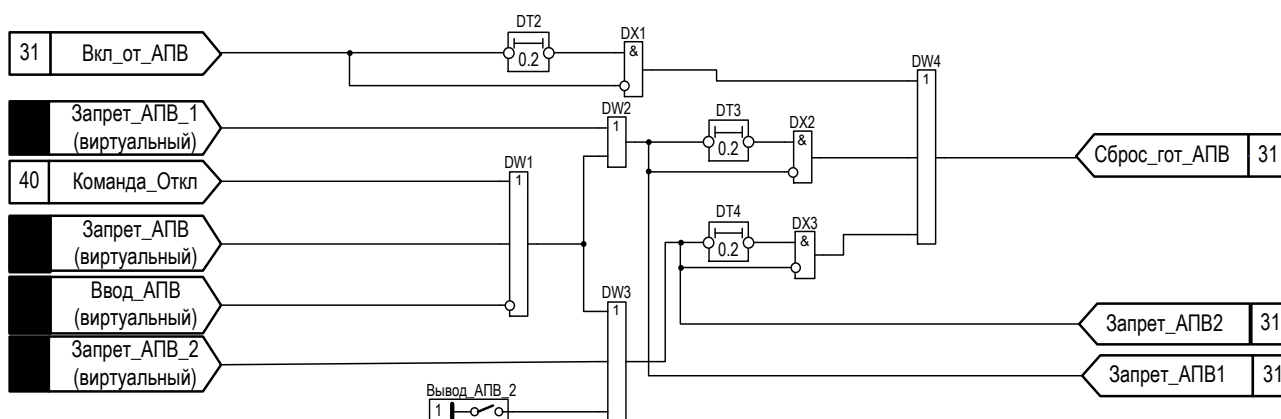 DT2
DX1
31 Вкл_от_АПВ
0.2
&
DW4
1
Запрет_АПВ_1
(виртуальный)
DW2
1
DT3
0.2
DX2
&
Сброс_гот_АПВ 31
40 Команда_Откл
DW1
1
Запрет_АПВ
(виртуальный)
DT4
0.2
DX3
&
Ввод_АПВ
(виртуальный)
DW3
1
Запрет_АПВ2 31
Запрет_АПВ_2
(виртуальный)
Запрет_АПВ1 31
Вывод_АПВ_2
1